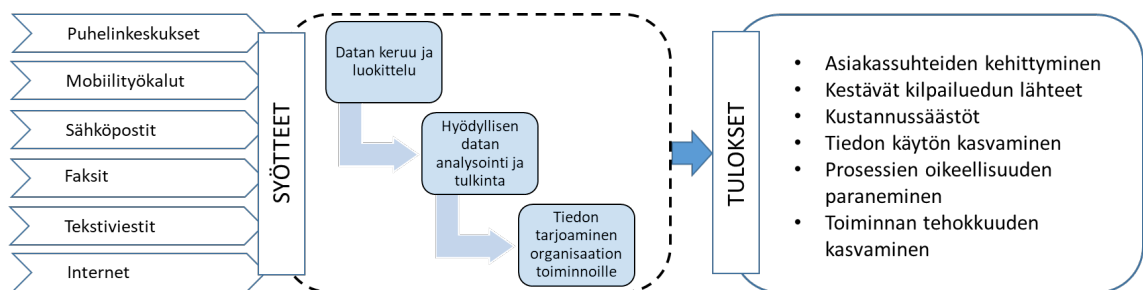 Puhelinkeskukset
Mobiilityökalut
Sähköpostit
Faksit
Tekstiviestit
Internet
SYÖTTEET
Datan keruu ja
luokittelu
Hyödyllisen
datan
analysointi ja
tulkinta
Tiedon
tarjoaminen
organisaation
toiminnoille
TULOKSET
• Asiakassuhteiden kehittyminen
• Kestävät kilpailuedun lähteet
• Kustannussäästöt
• Tiedon käytön kasvaminen
• Prosessien oikeellisuuden
paraneminen
• Toiminnan tehokkuuden
kasvaminen